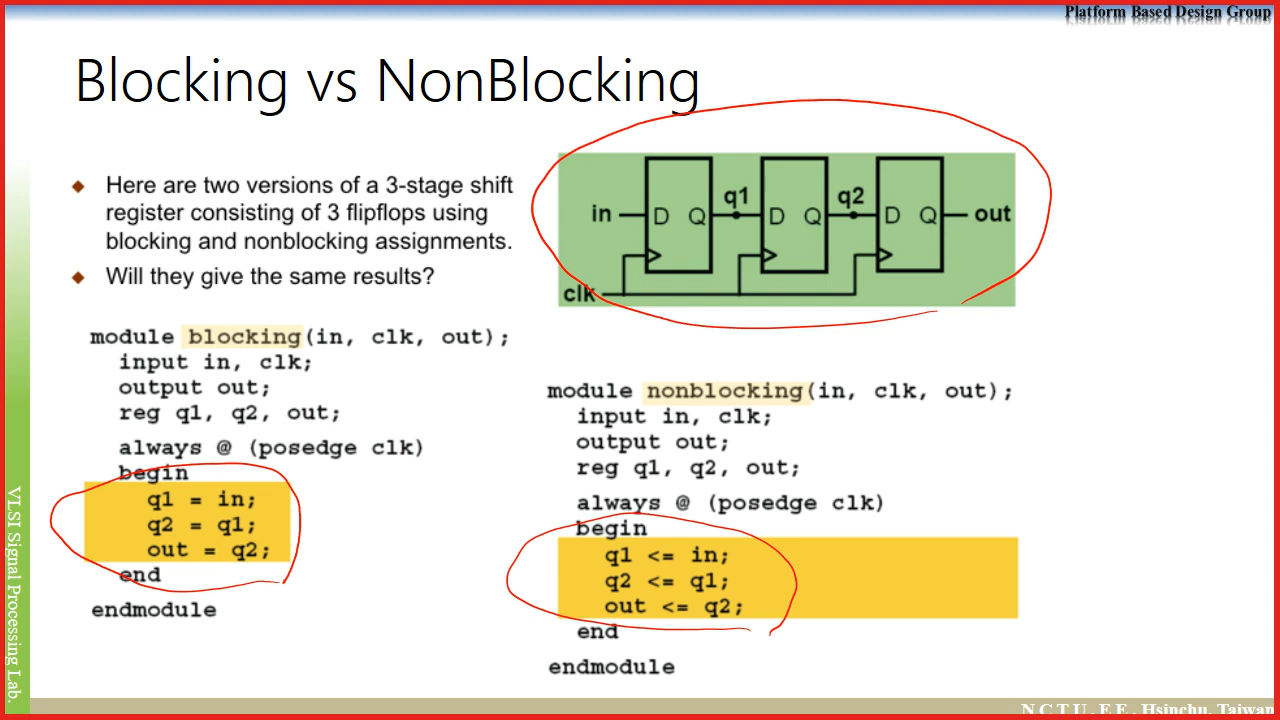 Platform Based Design Group
Blocking vs NonBlocking
Here are two versions of a 3-stage shift
register consisting of 3 flipflops using
blocking and nonblocking assignments.
Will they give the same results?
in D Q q1 D Q q2 D Q out
clk
module blocking(in, clk, out);
input in, clk;
output out;
reg q1, q2, out;
always @ (posedge clk)
begin
q1 = in;
q2 = q1;
out = q2;
end
endmodule
module nonblocking(in, clk, out);
input in, clk;
output out;
reg q1, q2, out;
always @ (posedge clk)
begin
q1 <= in;
q2 <= q1;
out <= q2;
end
endmodule
VLSI Signal Processing Lab.
N C T U . E E . Hsinchu, Taiwan